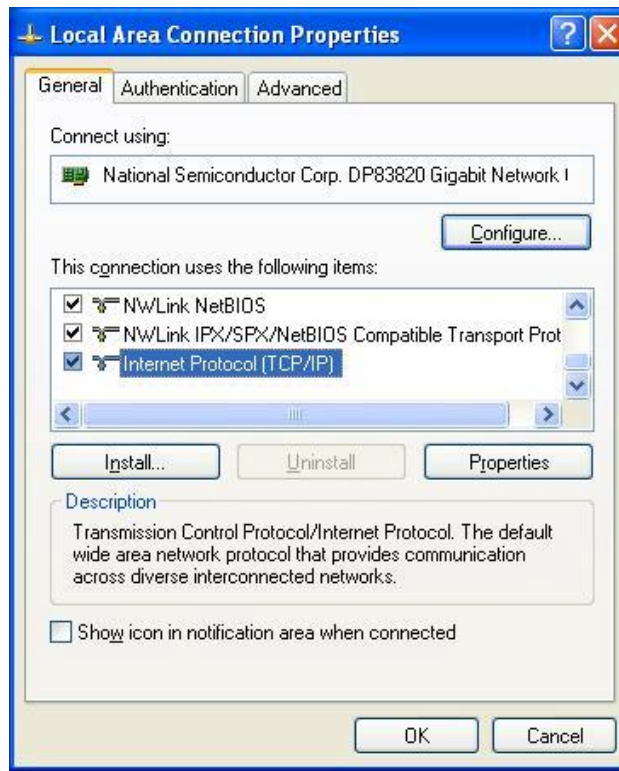 Local Area Connection Properties
General Authentication Advanced
Connect using:
National Semiconductor Corp. DP83820 Gigabit Network
Configure...
This connection uses the following items:
NWLink NetBIOS
NWLink IPX/SPX/NetBIOS Compatible Transport Prot
Internet Protocol (TCP/IP)
Install... Uninstall Properties
Description
Transmission Control Protocol/Internet Protocol. The default
wide area network protocol that provides communication
across diverse interconnected networks.
Show icon in notification area when connected
OK Cancel